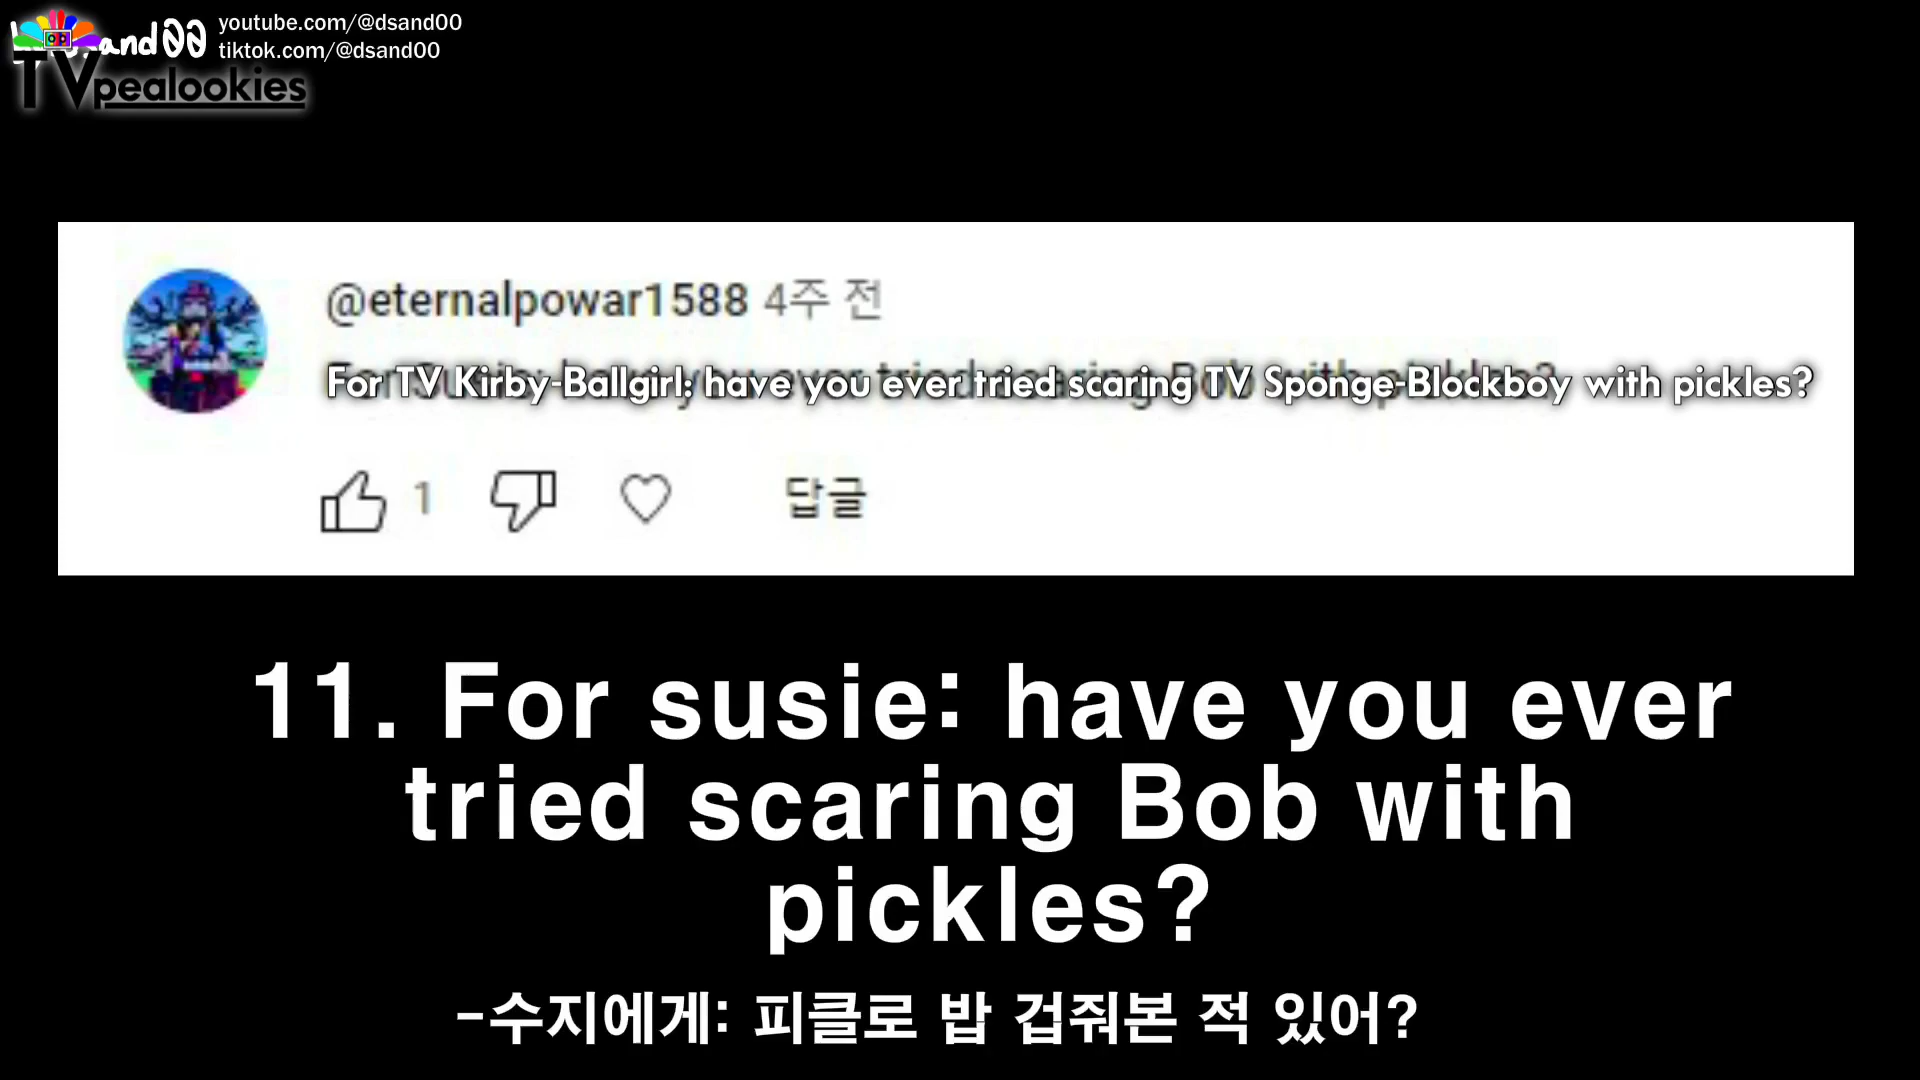 and00
youtube.com/@dsand00
tiktok.com/@dsand00
TVpealookies
@eternalpowar1588 4주 전
For TV Kirby-Ballgirl: have you ever tried scaring TV Sponge-Blockboy with pickles?
1
답글
11. For susie: have you ever
tried scaring Bob with
pickles?
-수지에게: 피클로 밥 겁줘본 적 있어?